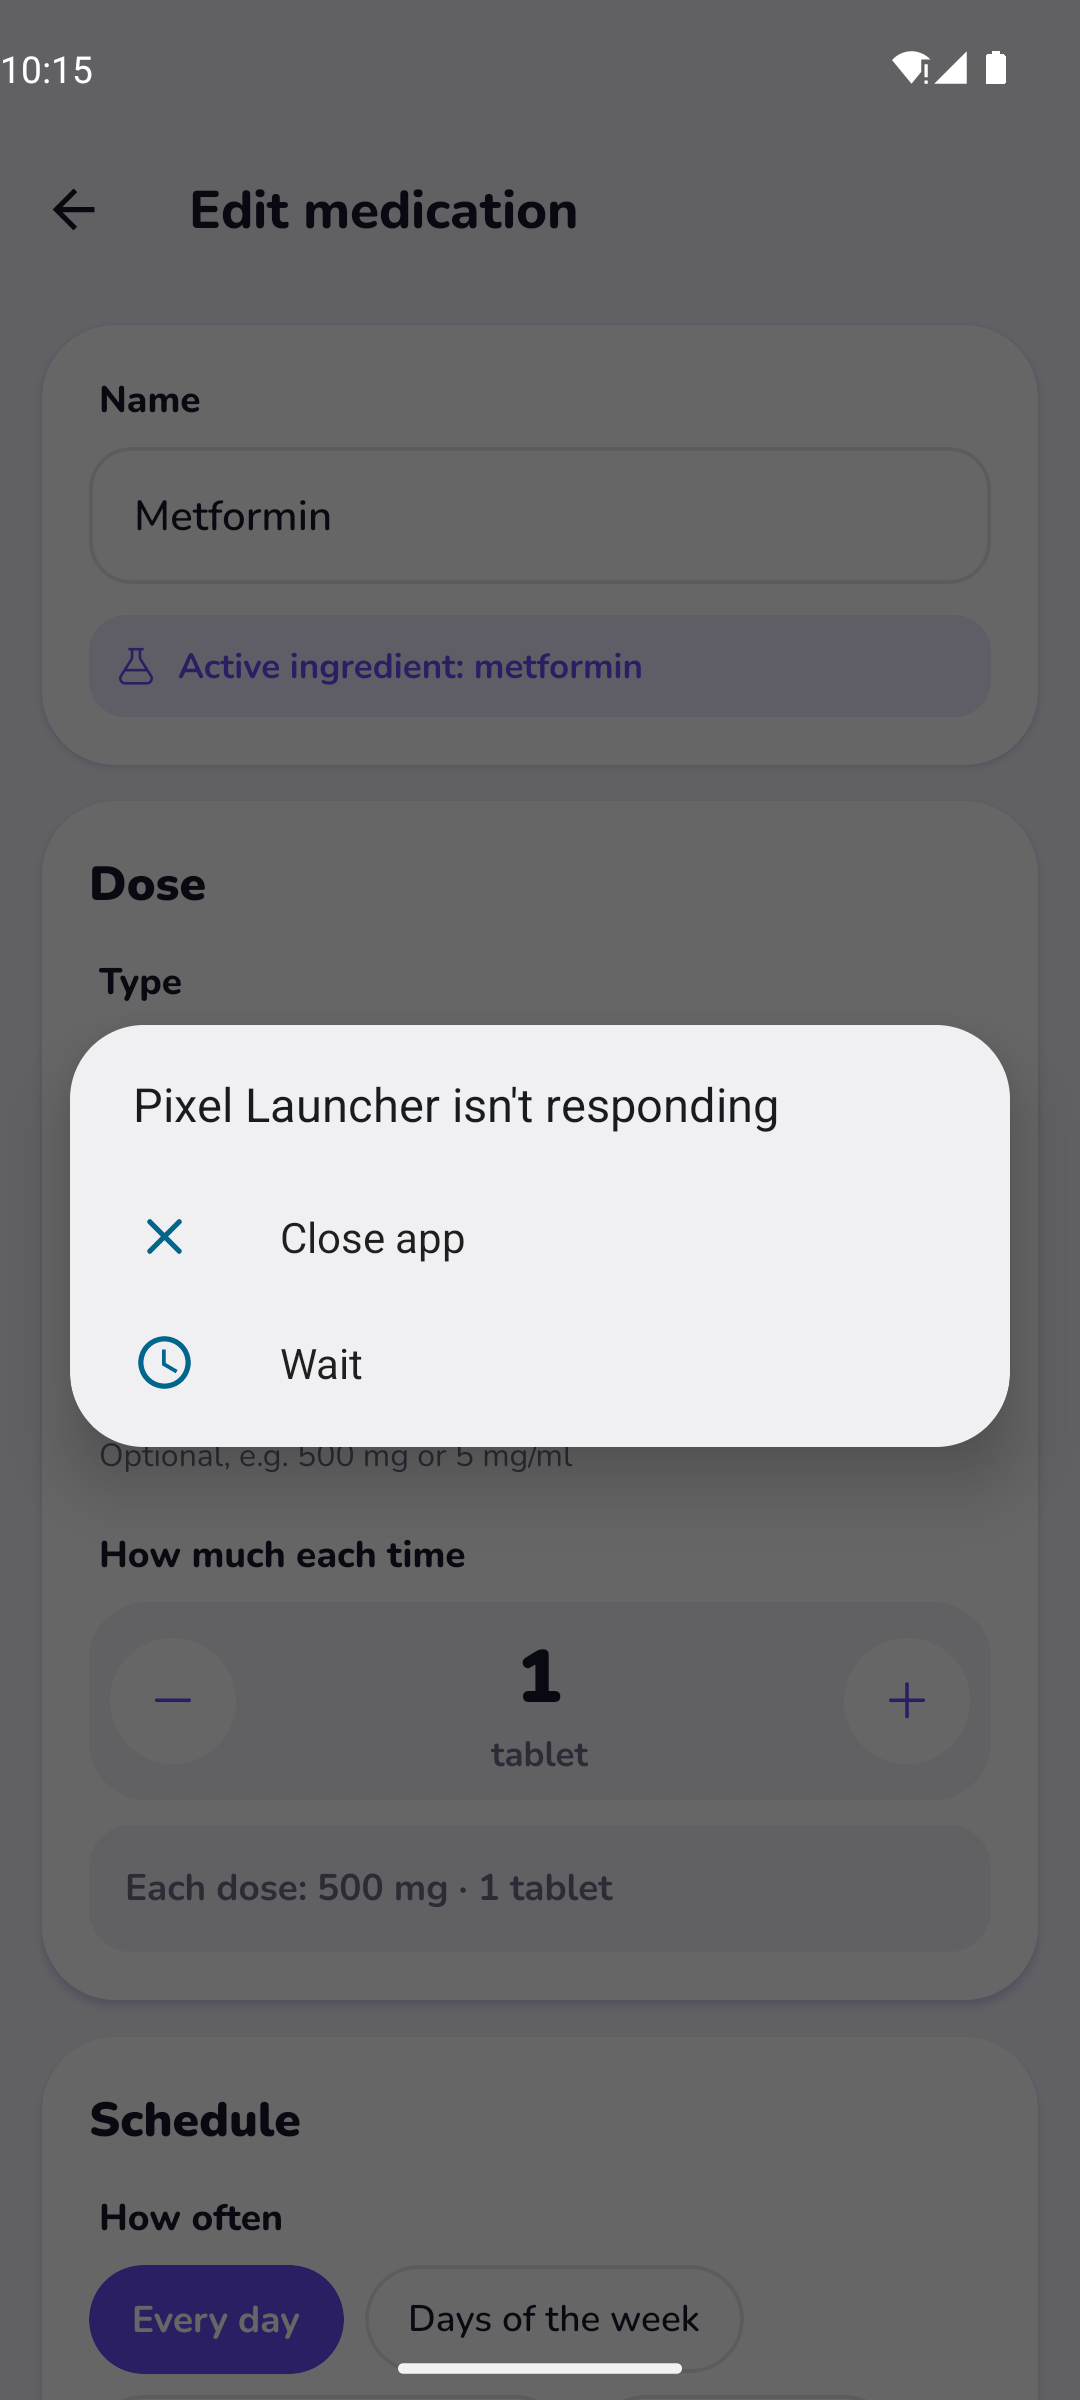 10:15
Edit medication
Name
Metformin
Active ingredient: metformin
Dose
Type
Pixel Launcher isn't responding
Close app
Wait
Optional, e.g. 500 mg or 5 mg/ml
How much each time
1
tablet
Each dose: 500 mg · 1 tablet
Schedule
How often
Every day
Days of the week